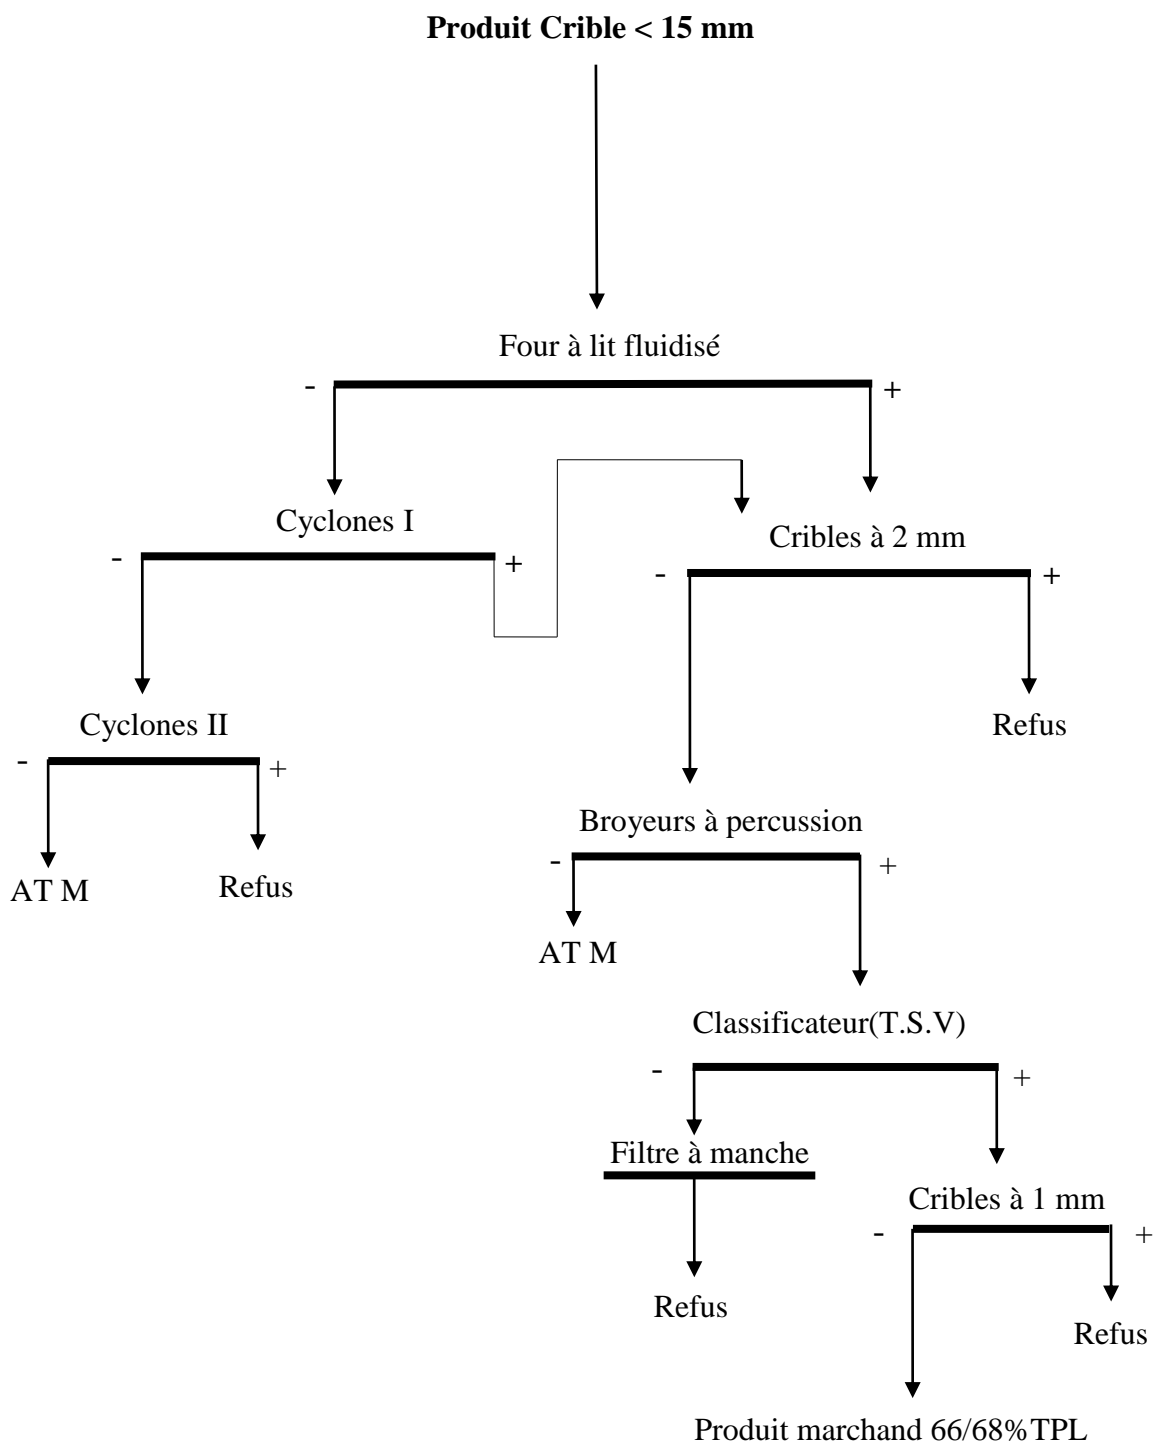 Produit Crible < 15 mm
Four à lit fluidisé
- +
Cyclones I
Cribles à 2 mm
- +
- +
Cyclones II
Refus
- +
Broyeurs à percussion
- +
AT M
Refus
AT M
Classificateur(T.S.V)
- +
Filtre à manche
Cribles à 1 mm
- +
Refus
Refus
Produit marchand 66/68%TPL